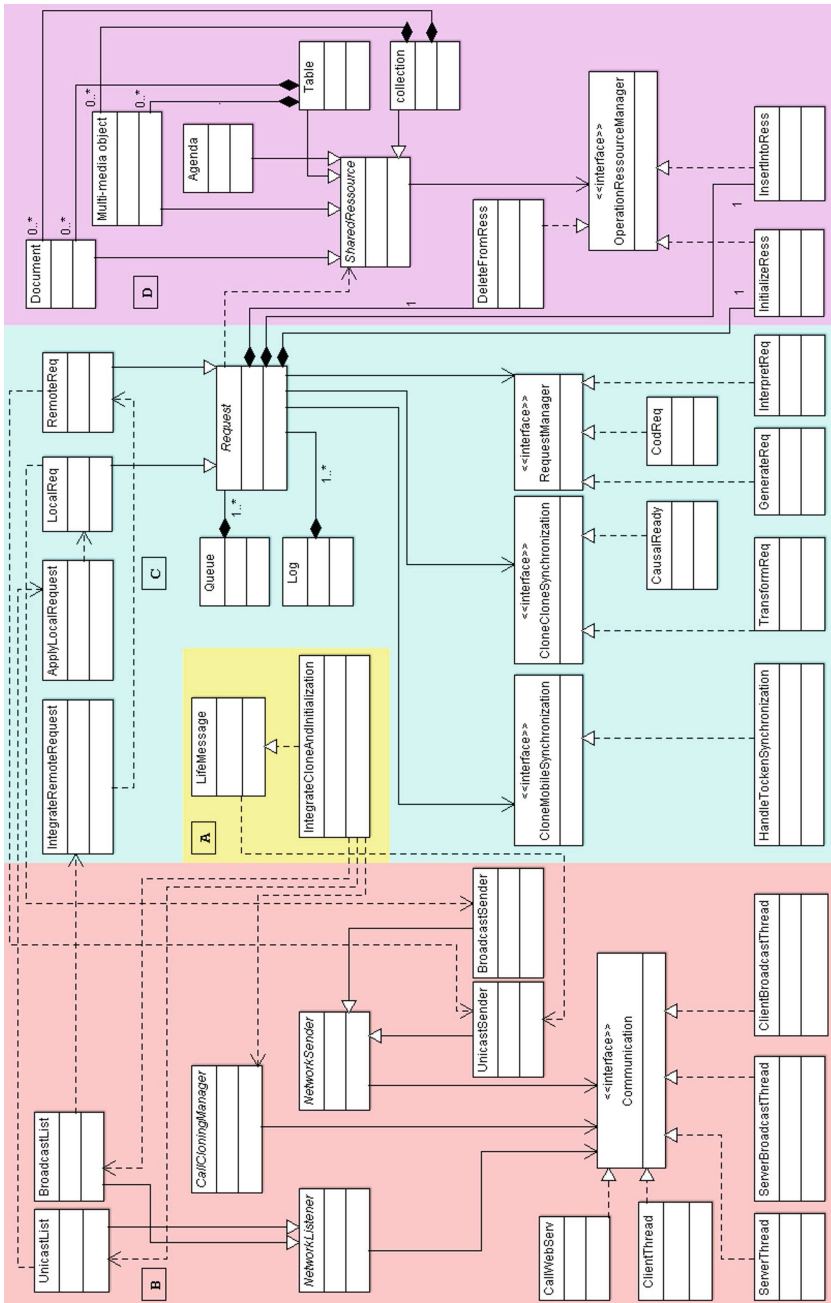 UnicastList
BroadcastList
IntegrateRemoteRequest
ApplyLocalRequest
LocalReq
RemoteReq
Document
0..*
0..*
Multi-media object
0..*
0..*
B
C
D
CallCloningManager
A
LifeMessage
Queue
1..*
Request
Agenda
NetworkListener
NetworkSender
IntegrateCloneAndInitialization
Log
1..*
SharedRessource
Table
collection
UnicastSender
BroadcastSender
1
DeleteFromRess
CallWebServ
<<interface>>
Communication
<<interface>>
CloneMobileSynchronization
<<interface>>
CloneCloneSynchronization
<<interface>>
RequestManager
<<interface>>
OperationRessourceManager
ClientThread
CausalReady
CodReq
1
1
ServerThread
ServerBroadcastThread
ClientBroadcastThread
HandleTockenSynchronization
TransformReq
GenerateReq
InterpretReq
InitializeRess
InsertIntoRess